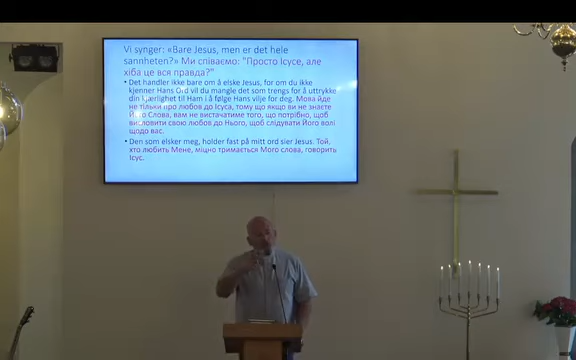 Vi synger: «Bare Jesus, men er det hele
sannheten?» Ми співаємо: "Просто Ісусе, але
хіба це вся правда?"
• Det handler ikke bare om å elske Jesus, for om du ikke
kjenner Hans Ord vil du mangle det som trengs for å uttrykke
din kjærlighet til Ham i å følge Hans vilje for deg. Мова йде
не тільки про любов до Ісуса, тому що якщо ви не знаєте
Його Слова, вам не вистачатиме того, що потрібно, щоб
висловити свою любов до Нього, щоб слідувати Його волі
щодо вас.
• Den som elsker meg, holder fast på mitt ord sier Jesus. Той,
хто любить Мене, міцно тримається Мого слова, говорить
Ісус.